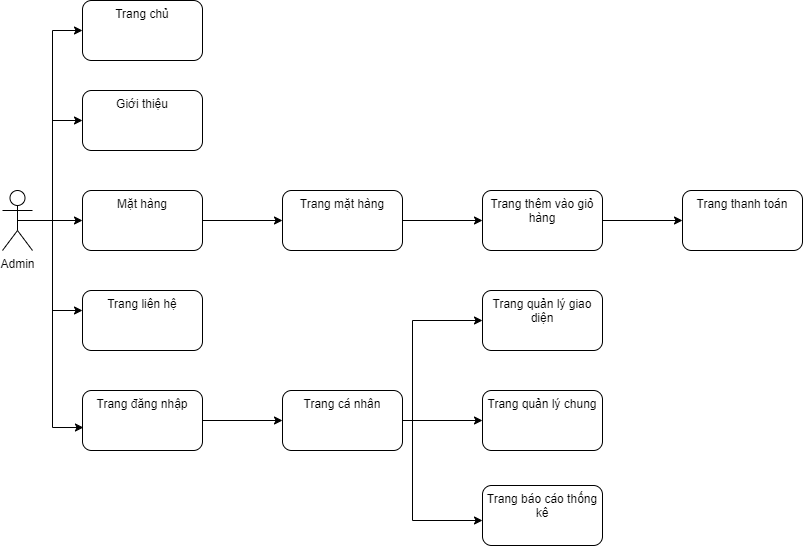 Trang chủ
Giới thiệu
Mặt hàng
Trang mặt hàng
Trang thêm vào giỏ
hàng
Trang thanh toán
Admin
Trang liên hệ
Trang quản lý giao
diện
Trang đăng nhập
Trang cá nhân
Trang quản lý chung
Trang báo cáo thống
kê